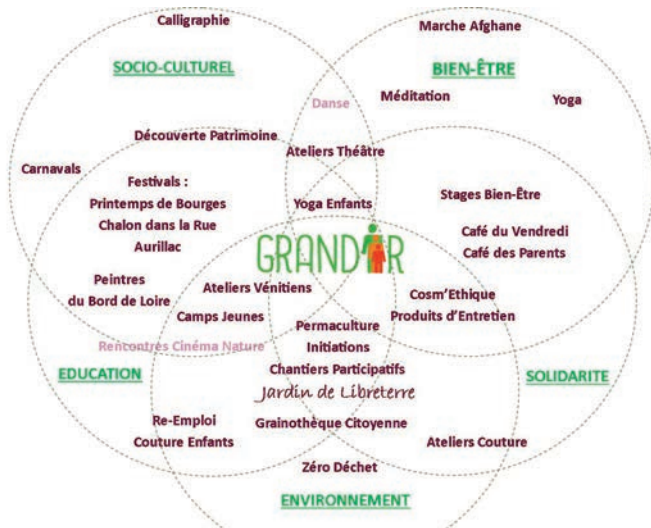 Calligraphie
Marche Afghane
SOCIO-CULTUREL
BIEN-ÊTRE
Danse
Méditation
Yoga
Découverte Patrimoine
Ateliers Théâtre
Carnavals
Festivals :
Printemps de Bourges
Chalon dans la Rue
Aurillac
Yoga Enfants
Stages Bien-Être
Café du Vendredi
Café des Parents
GRANDIR
Peintres
du Bord de Loire
Ateliers Vénitiens
Camps Jeunes
Cosm'Ethique
Produits d'Entretien
Rencontres Cinéma Nature
Permaculture
Initiations
Chantiers Participatifs
Jardin de Libreterre
EDUCATION
SOLIDARITE
Re-Emploi
Couture Enfants
Grainothèque Citoyenne
Ateliers Couture
Zéro Déchet
ENVIRONNEMENT